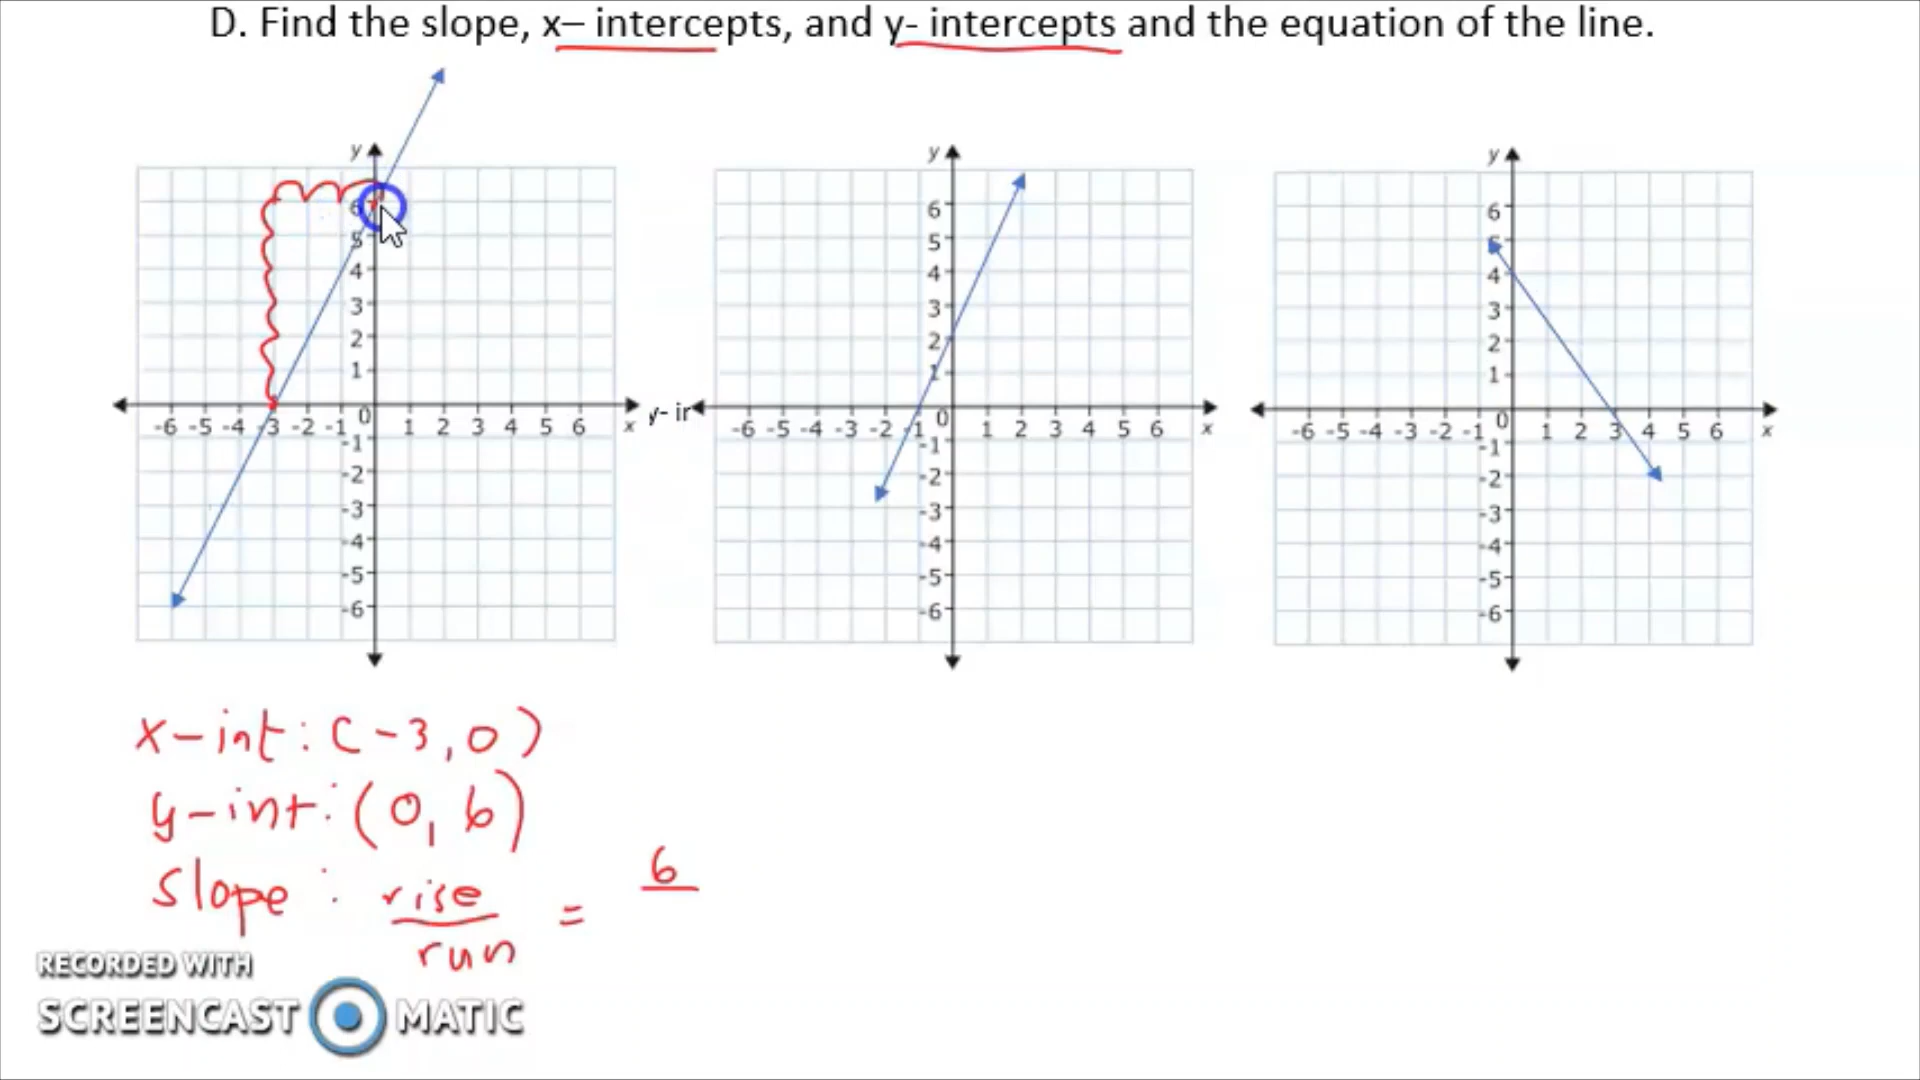 D. Find the slope, x– intercepts, and y- intercepts and the equation of the line.
y
6
5
4
3
2
1
-6 -5 -4 -3 -2 -1 0 1 2 3 4 5 6 x
-1
-2
-3
-4
-5
-6
y- in
y
6
5
4
3
2
1
-6 -5 -4 -3 -2 -1 0 1 2 3 4 5 6 x
-1
-2
-3
-4
-5
-6
y
6
5
4
3
2
1
-6 -5 -4 -3 -2 -1 0 1 2 3 4 5 6 x
-1
-2
-3
-4
-5
-6
x-int: (-3, 0)
y-int: (0, 6)
slope : rise = 6
run
RECORDED WITH
SCREENCAST MATIC